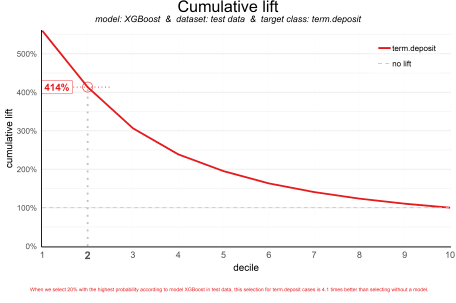 Cumulative lift
model: XGBoost & dataset: test data & target class: term.deposit
500%
400%
300%
200%
100%
0%
cumulative lift
414%
term.deposit
no lift
1 2 3 4 5 6 7 8 9 10
decile
When we select 20% with the highest probability according to model XGBoost in test data, this selection for term.deposit cases is 4.1 times better than selecting without a model.